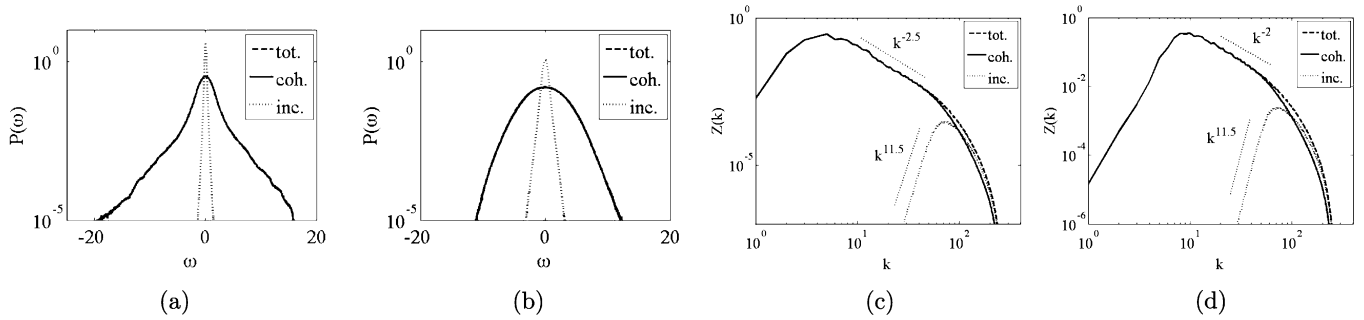 10^0
10^-5
P(ω)
-20
0
20
ω
tot.
coh.
inc.
(a)
10^0
10^-5
P(ω)
-20
0
20
ω
tot.
coh.
inc.
(b)
10^0
10^-5
Z(k)
10^0
10^1
10^2
k
k^-2.5
k^11.5
tot.
coh.
inc.
(c)
10^0
10^-2
10^-4
10^-6
Z(k)
10^0
10^1
10^2
k
k^-2
k^11.5
tot.
coh.
inc.
(d)